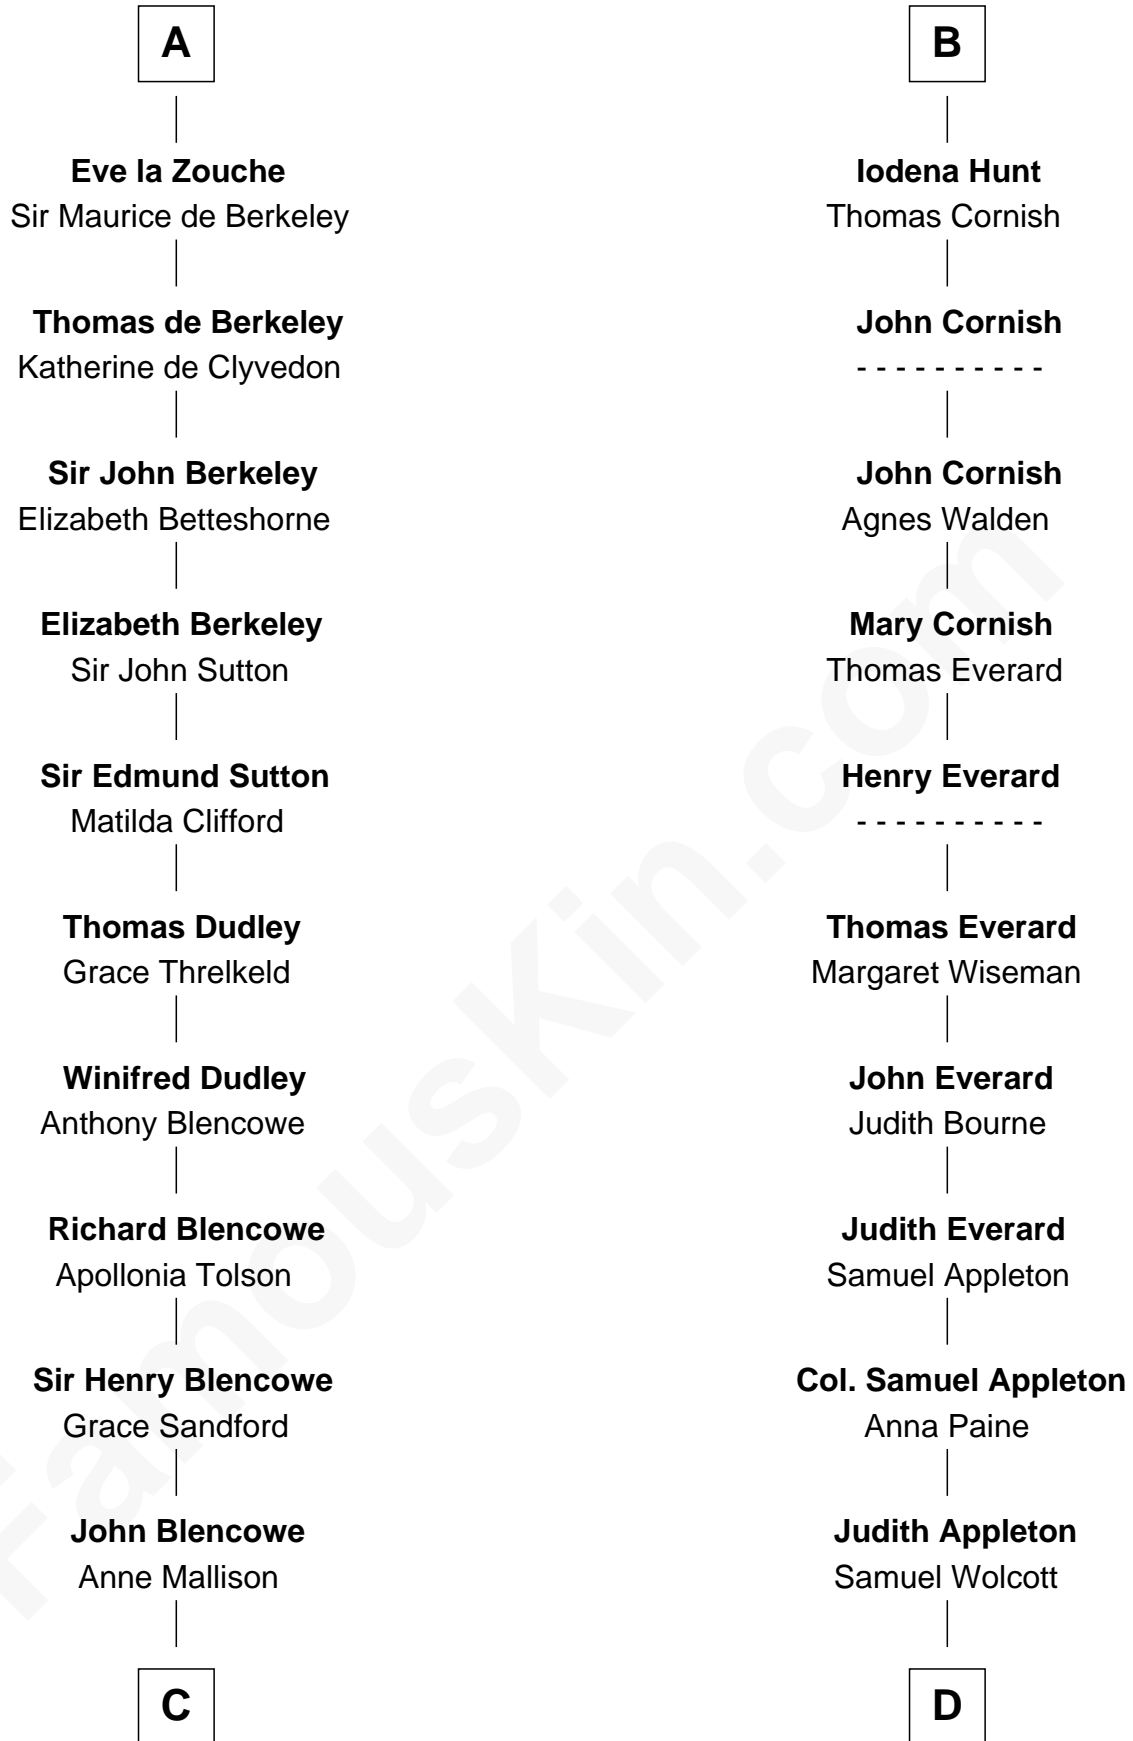 A
Eve la Zouche
Sir Maurice de Berkeley
Thomas de Berkeley
Katherine de Clyvedon
Sir John Berkeley
Elizabeth Betteshorne
Elizabeth Berkeley
Sir John Sutton
Sir Edmund Sutton
Matilda Clifford
Thomas Dudley
Grace Threlkeld
Winifred Dudley
Anthony Blencowe
Richard Blencowe
Apollonia Tolson
Sir Henry Blencowe
Grace Sandford
John Blencowe
Anne Mallison
C
B
Iodena Hunt
Thomas Cornish
John Cornish
- - - - - - - - - -
John Cornish
Agnes Walden
Mary Cornish
Thomas Everard
Henry Everard
- - - - - - - - - -
Thomas Everard
Margaret Wiseman
John Everard
Judith Bourne
Judith Everard
Samuel Appleton
Col. Samuel Appleton
Anna Paine
Judith Appleton
Samuel Wolcott
D
FamousKin.com